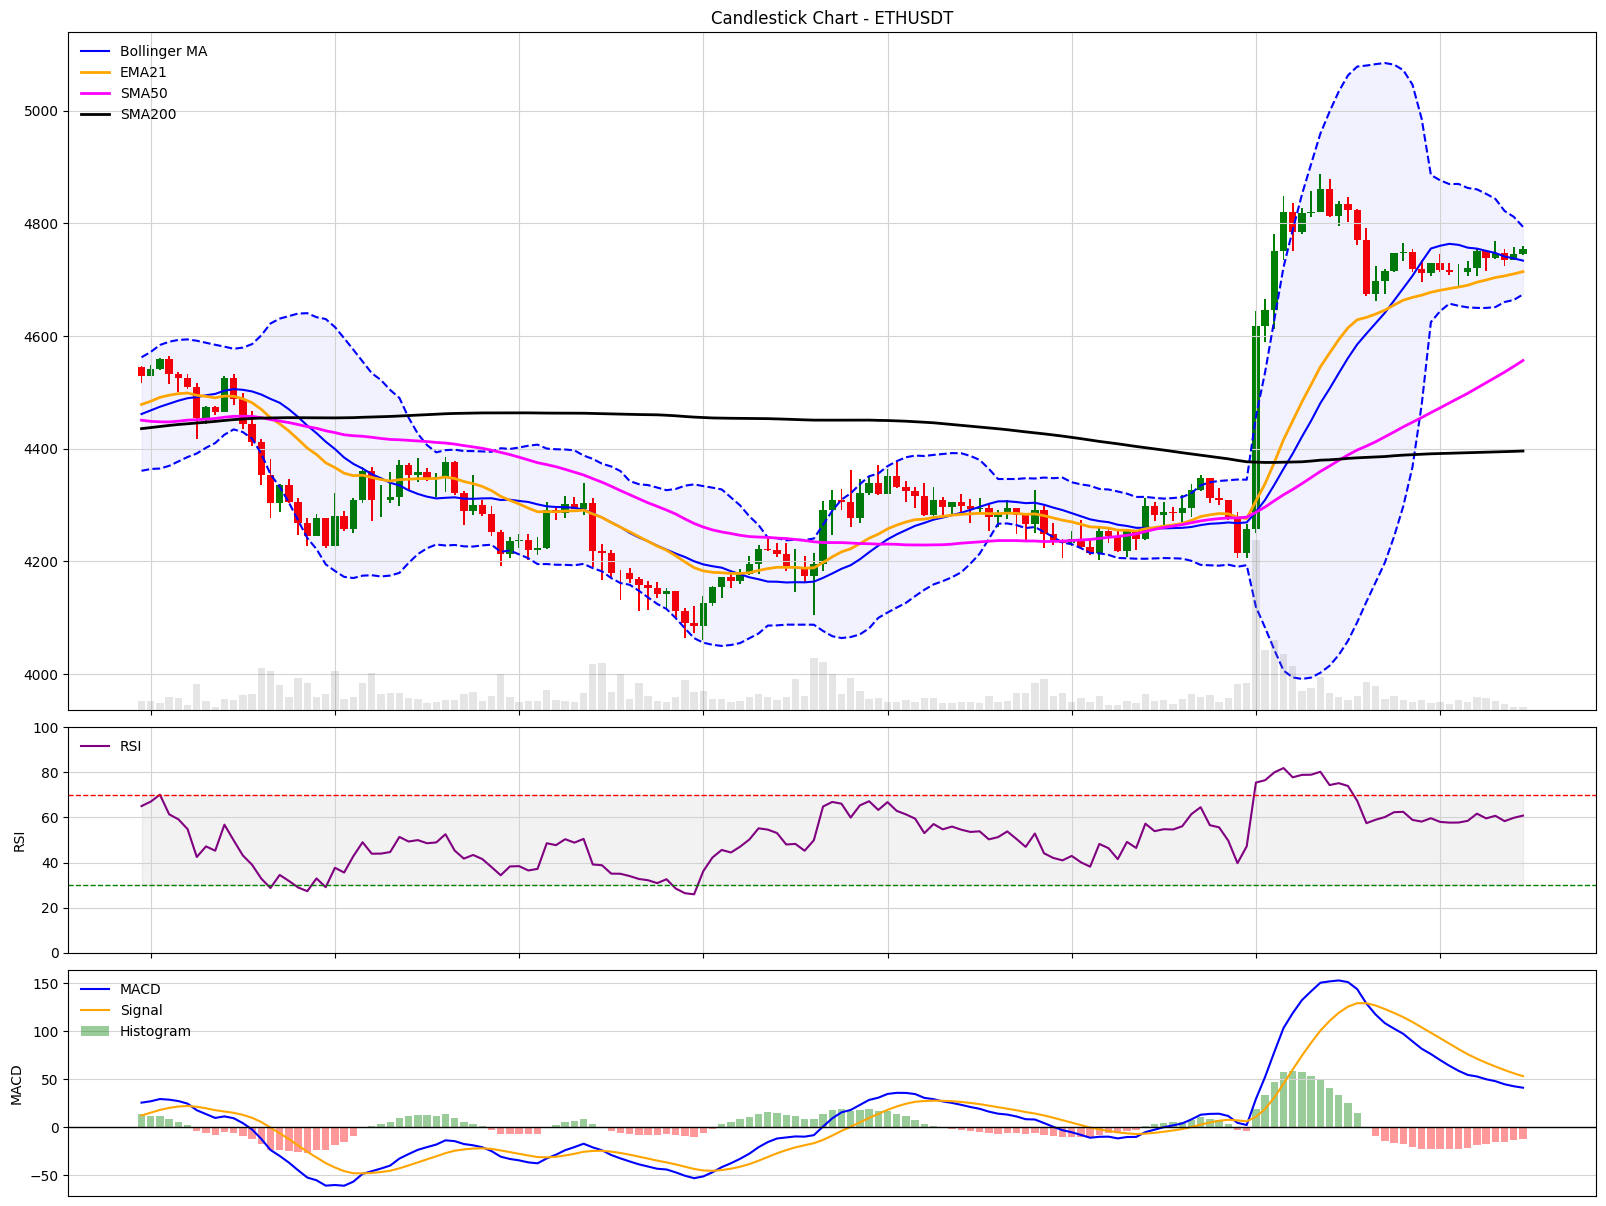 Candlestick Chart - ETHUSDT
Bollinger MA
EMA21
SMA50
SMA200
5000
4800
4600
4400
4200
4000
100
80
60
40
20
0
RSI
RSI
150
100
50
0
−50
MACD
MACD
Signal
Histogram